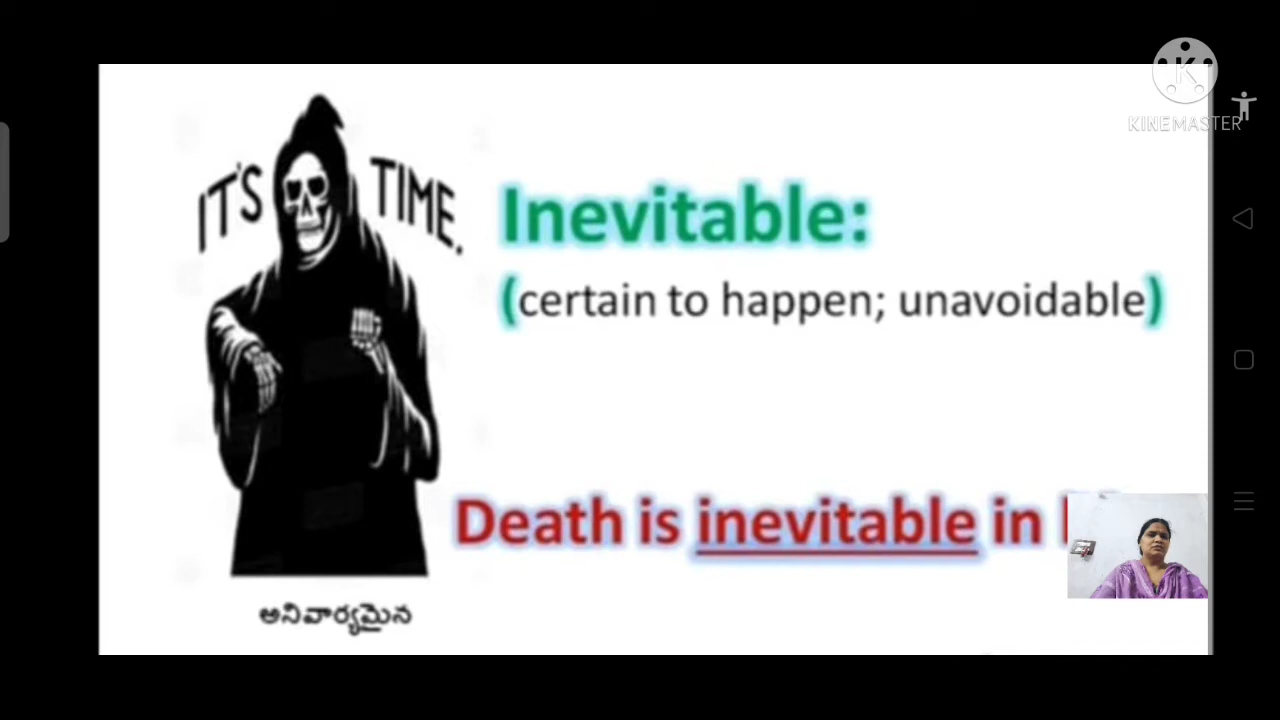 IT'S TIME.
Inevitable:
(certain to happen; unavoidable)
Death is inevitable in
అనివార్యమైన
KINEMASTER